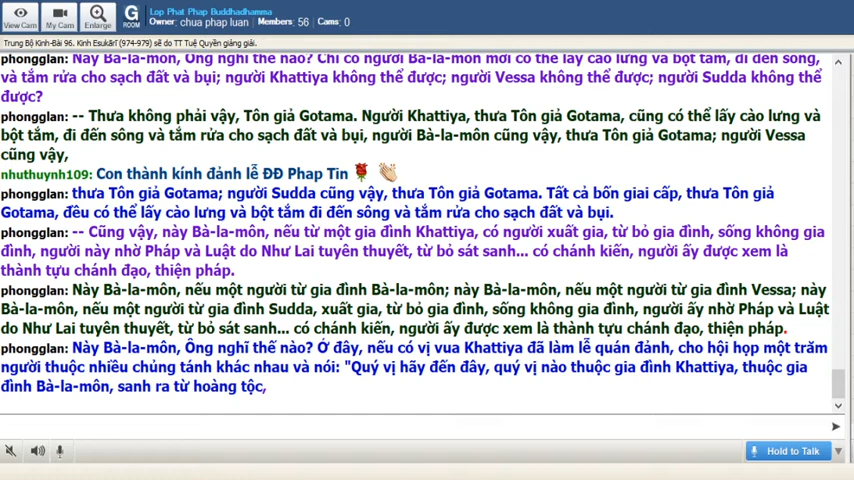 Lop Phat Phap Buddhadhamma
Owner: chua phap luan Members: 56 Cams: 0
View Cam My Cam Enlarge G ROOM
Trung Bộ Kinh-Bài 96. Kinh Esukārī (974-979) sẽ do TT Tuệ Quyền giảng giải.
phongglan: Này Bà-la-môn, Ông nghĩ thế nào? Chỉ có người Bà-la-môn mới có thể lấy cào lưng và bột tắm, đi đến sông,
và tắm rửa cho sạch đất và bụi; người Khattiya không thể được; người Vessa không thể được; người Sudda không thể
được?
phongglan: -- Thưa không phải vậy, Tôn giả Gotama. Người Khattiya, thưa Tôn giả Gotama, cũng có thể lấy cào lưng và
bột tắm, đi đến sông và tắm rửa cho sạch đất và bụi, người Bà-la-môn cũng vậy, thưa Tôn giả Gotama; người Vessa
cũng vậy,
nhuthuynh109: Con thành kính đảnh lễ ĐĐ Phap Tin
phongglan: thưa Tôn giả Gotama; người Sudda cũng vậy, thưa Tôn giả Gotama. Tất cả bốn giai cấp, thưa Tôn giả
Gotama, đều có thể lấy cào lưng và bột tắm đi đến sông và tắm rửa cho sạch đất và bụi.
phongglan: -- Cũng vậy, này Bà-la-môn, nếu từ một gia đình Khattiya, có người xuất gia, từ bỏ gia đình, sống không gia
đình, người này nhờ Pháp và Luật do Như Lai tuyên thuyết, từ bỏ sát sanh... có chánh kiến, người ấy được xem là
thành tựu chánh đạo, thiện pháp.
phongglan: Này Bà-la-môn, nếu một người từ gia đình Bà-la-môn; này Bà-la-môn, nếu một người từ gia đình Vessa; này
Bà-la-môn, nếu một người từ gia đình Sudda, xuất gia, từ bỏ gia đình, sống không gia đình, người ấy nhờ Pháp và Luật
do Như Lai tuyên thuyết, từ bỏ sát sanh... có chánh kiến, người ấy được xem là thành tựu chánh đạo, thiện pháp.
phongglan: Này Bà-la-môn, Ông nghĩ thế nào? Ở đây, nếu có vị vua Khattiya đã làm lễ quán đảnh, cho hội họp một trăm
người thuộc nhiều chủng tánh khác nhau và nói: "Quý vị hãy đến đây, quý vị nào thuộc gia đình Khattiya, thuộc gia
đình Bà-la-môn, sanh ra từ hoàng tộc,
Hold to Talk